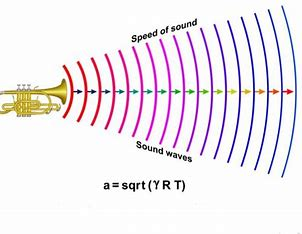 Speed of sound
Sound waves
a = sqrt (γ R T)